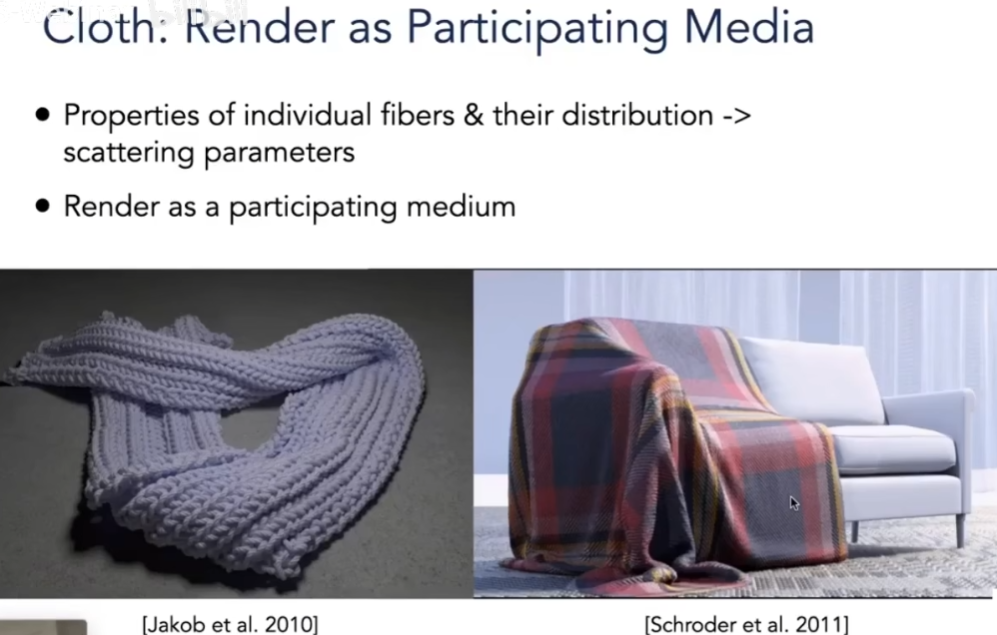 Cloth: Render as Participating Media
● Properties of individual fibers & their distribution ->
scattering parameters
● Render as a participating medium
[Jakob et al. 2010]
[Schroder et al. 2011]